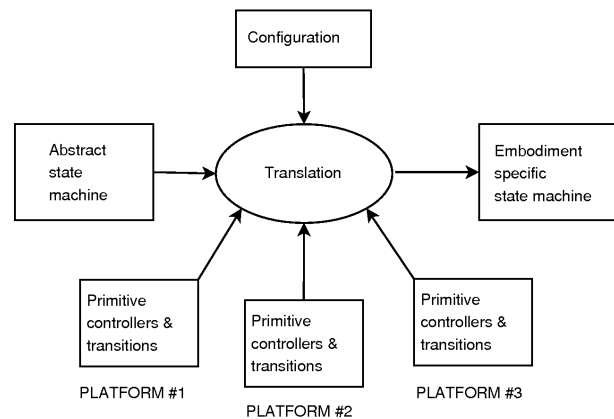 Configuration
Abstract
state
machine
Translation
Embodiment
specific
state machine
Primitive
controllers &
transitions
PLATFORM #1
Primitive
controllers &
transitions
PLATFORM #2
Primitive
controllers &
transitions
PLATFORM #3